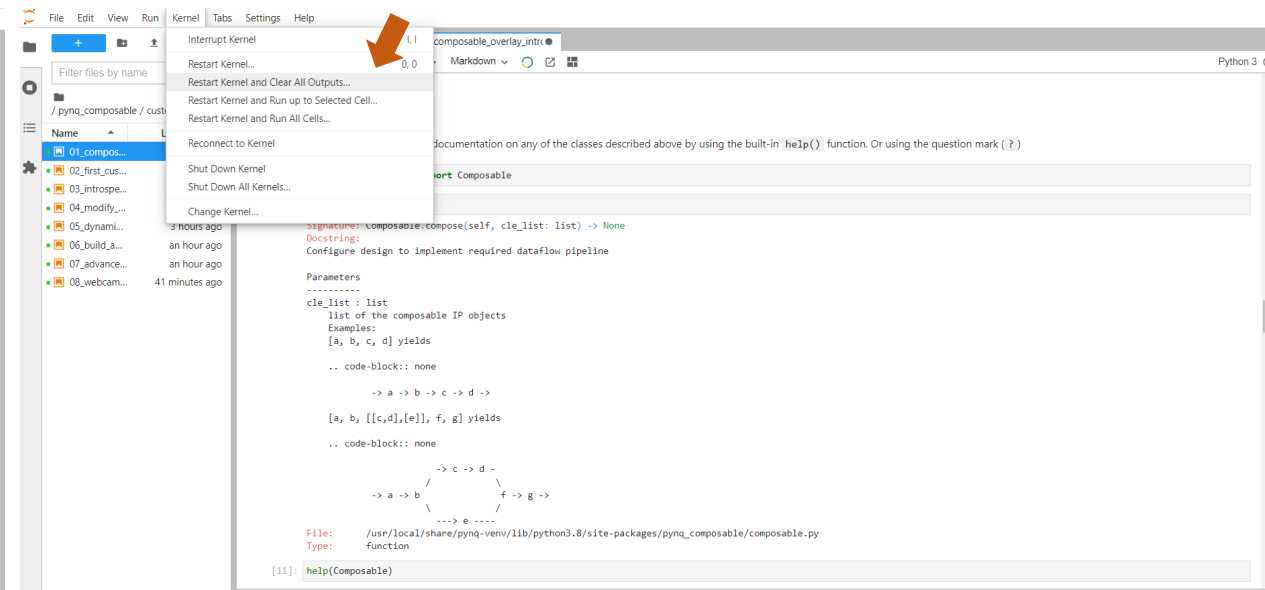 File Edit View Run Kernel Tabs Settings Help
Interrupt Kernel I, I
Restart Kernel... 0, 0
Restart Kernel and Clear All Outputs...
Restart Kernel and Run up to Selected Cell...
Restart Kernel and Run All Cells...
Reconnect to Kernel
Shut Down Kernel
Shut Down All Kernels...
Change Kernel...
+
Filter files by name
/ pynq_composable / cust
Name L
01_compos...
02_first_cus...
03_introspe...
04_modify_...
05_dynami... 3 hours ago
06_build_a... an hour ago
07_advance... an hour ago
08_webcam... 41 minutes ago
composable_overlay_intrc
Markdown
Python 3
documentation on any of the classes described above by using the built-in help() function. Or using the question mark ( ? )
port Composable
Signature: Composable.compose(self, cle_list: list) -> None
Docstring:
Configure design to implement required dataflow pipeline
Parameters
----------
cle_list : list
list of the composable IP objects
Examples:
[a, b, c, d] yields
.. code-block:: none
-> a -> b -> c -> d ->
[a, b, [[c,d],[e]], f, g] yields
.. code-block:: none
-> c -> d -
/ \
-> a -> b f -> g ->
\ /
---> e ----
File: /usr/local/share/pynq-venv/lib/python3.8/site-packages/pynq_composable/composable.py
Type: function
[11]: help(Composable)